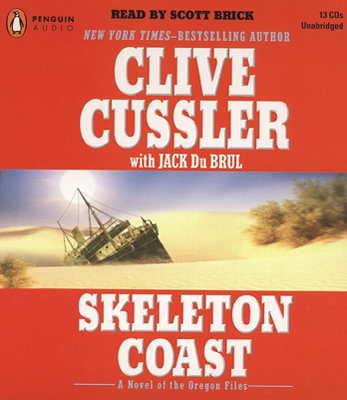 PENGUIN
AUDIO
READ BY SCOTT BRICK
13 CDs
Unabridged
NEW YORK TIMES–BESTSELLING AUTHOR
CLIVE
CUSSLER
with JACK DU BRUL
SKELETON
COAST
A Novel of the Oregon Files